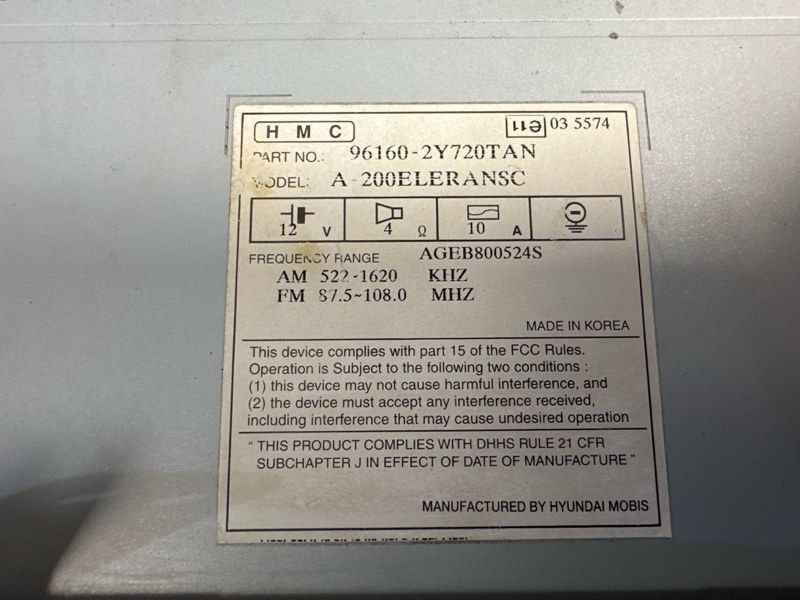 HMC
e11 03 5574
PART NO.: 96160-2Y720TAN
MODEL: A-200ELERANSC
12 V 4 Ω 10 A
FREQUENCY RANGE AGEB800524S
AM 522-1620 KHZ
FM 87.5~108.0 MHZ
MADE IN KOREA
This device complies with part 15 of the FCC Rules.
Operation is Subject to the following two conditions :
(1) this device may not cause harmful interference, and
(2) the device must accept any interference received,
including interference that may cause undesired operation
" THIS PRODUCT COMPLIES WITH DHHS RULE 21 CFR
SUBCHAPTER J IN EFFECT OF DATE OF MANUFACTURE "
MANUFACTURED BY HYUNDAI MOBIS